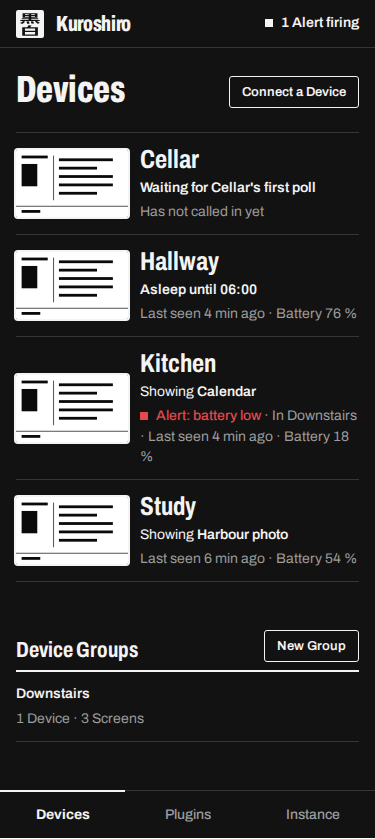 黒白
Kuroshiro
1 Alert firing
Devices
Connect a Device
Cellar
Waiting for Cellar's first poll
Has not called in yet
Hallway
Asleep until 06:00
Last seen 4 min ago · Battery 76 %
Kitchen
Showing Calendar
Alert: battery low · In Downstairs
· Last seen 4 min ago · Battery 18
%
Study
Showing Harbour photo
Last seen 6 min ago · Battery 54 %
Device Groups
New Group
Downstairs
1 Device · 3 Screens
Devices
Plugins
Instance